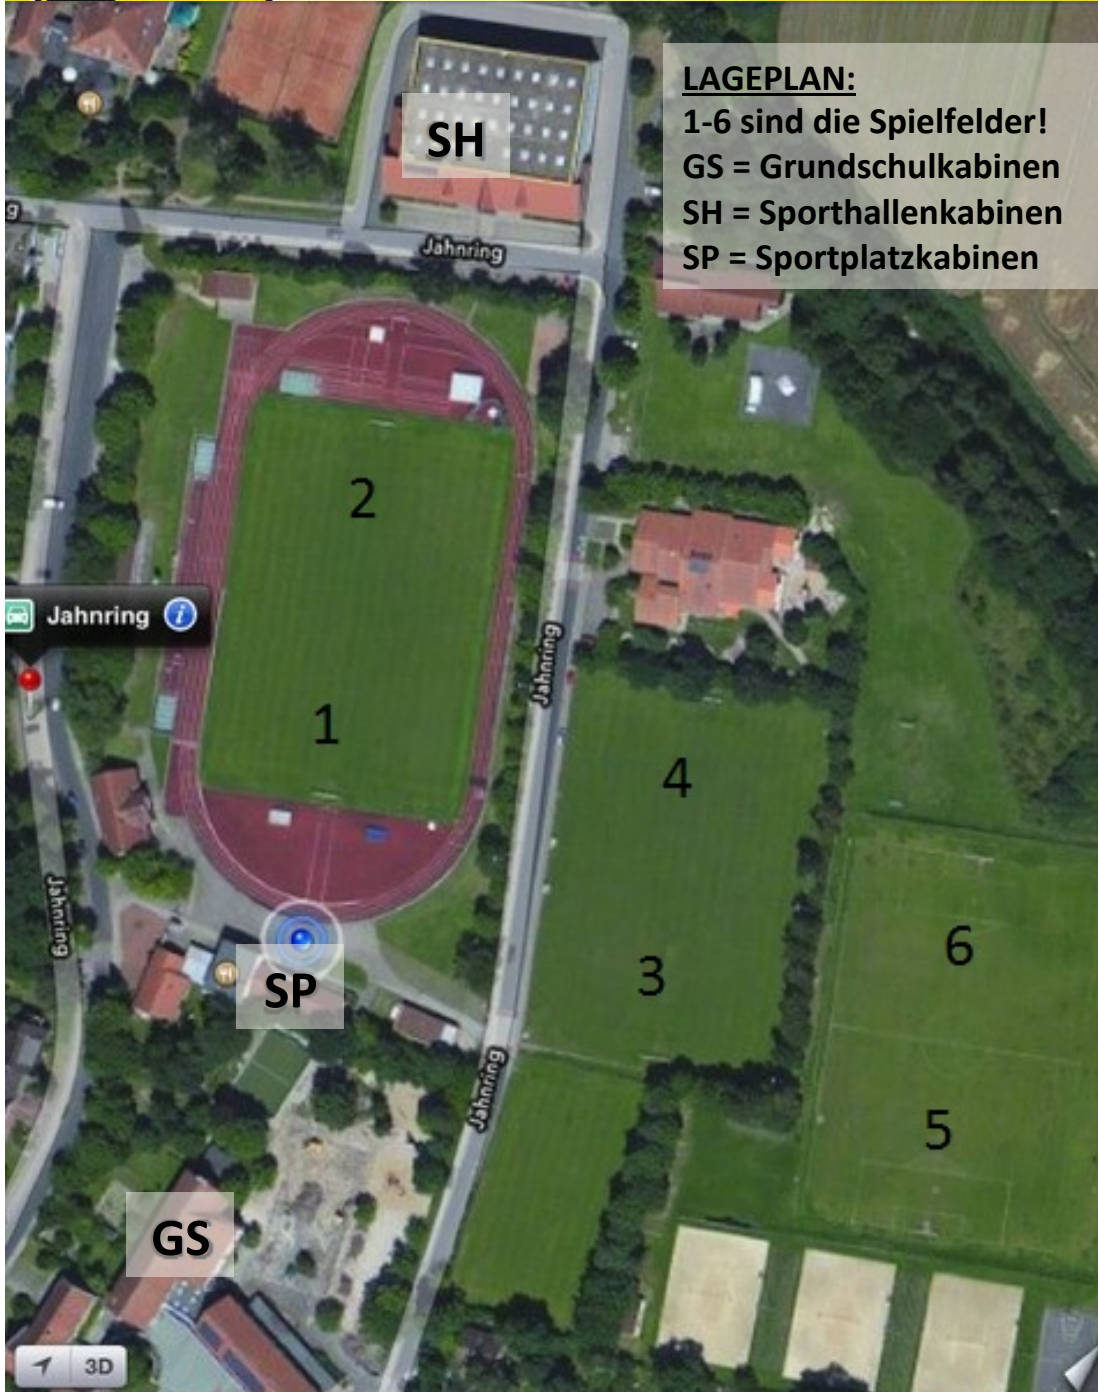 LAGEPLAN:
1-6 sind die Spielfelder!
GS = Grundschulkabinen
SH = Sporthallenkabinen
SP = Sportplatzkabinen
SH
g
Jahnring
2
Jahnring
Jahnring
1
4
Jahnring
6
SP
3
Jahnring
5
GS
3D